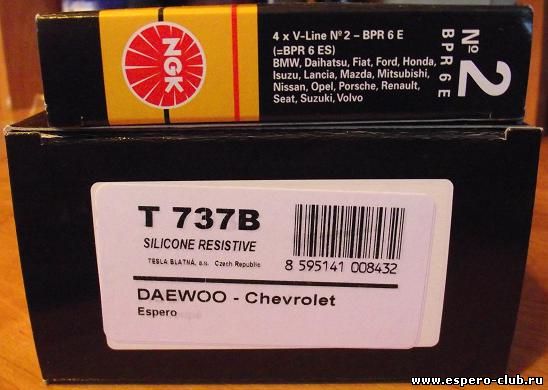 NGK
4 x V-Line Nº 2 – BPR 6 E
(=BPR 6 ES)
BMW, Daihatsu, Fiat, Ford, Honda,
Isuzu, Lancia, Mazda, Mitsubishi,
Nissan, Opel, Porsche, Renault,
Seat, Suzuki, Volvo
Nº 2
BPR 6 E
T 737B
SILICONE RESISTIVE
TESLA BLATNÁ, a.s. Czech Republic
8 595141 008432
DAEWOO - Chevrolet
Espero
www.espero-club.ru